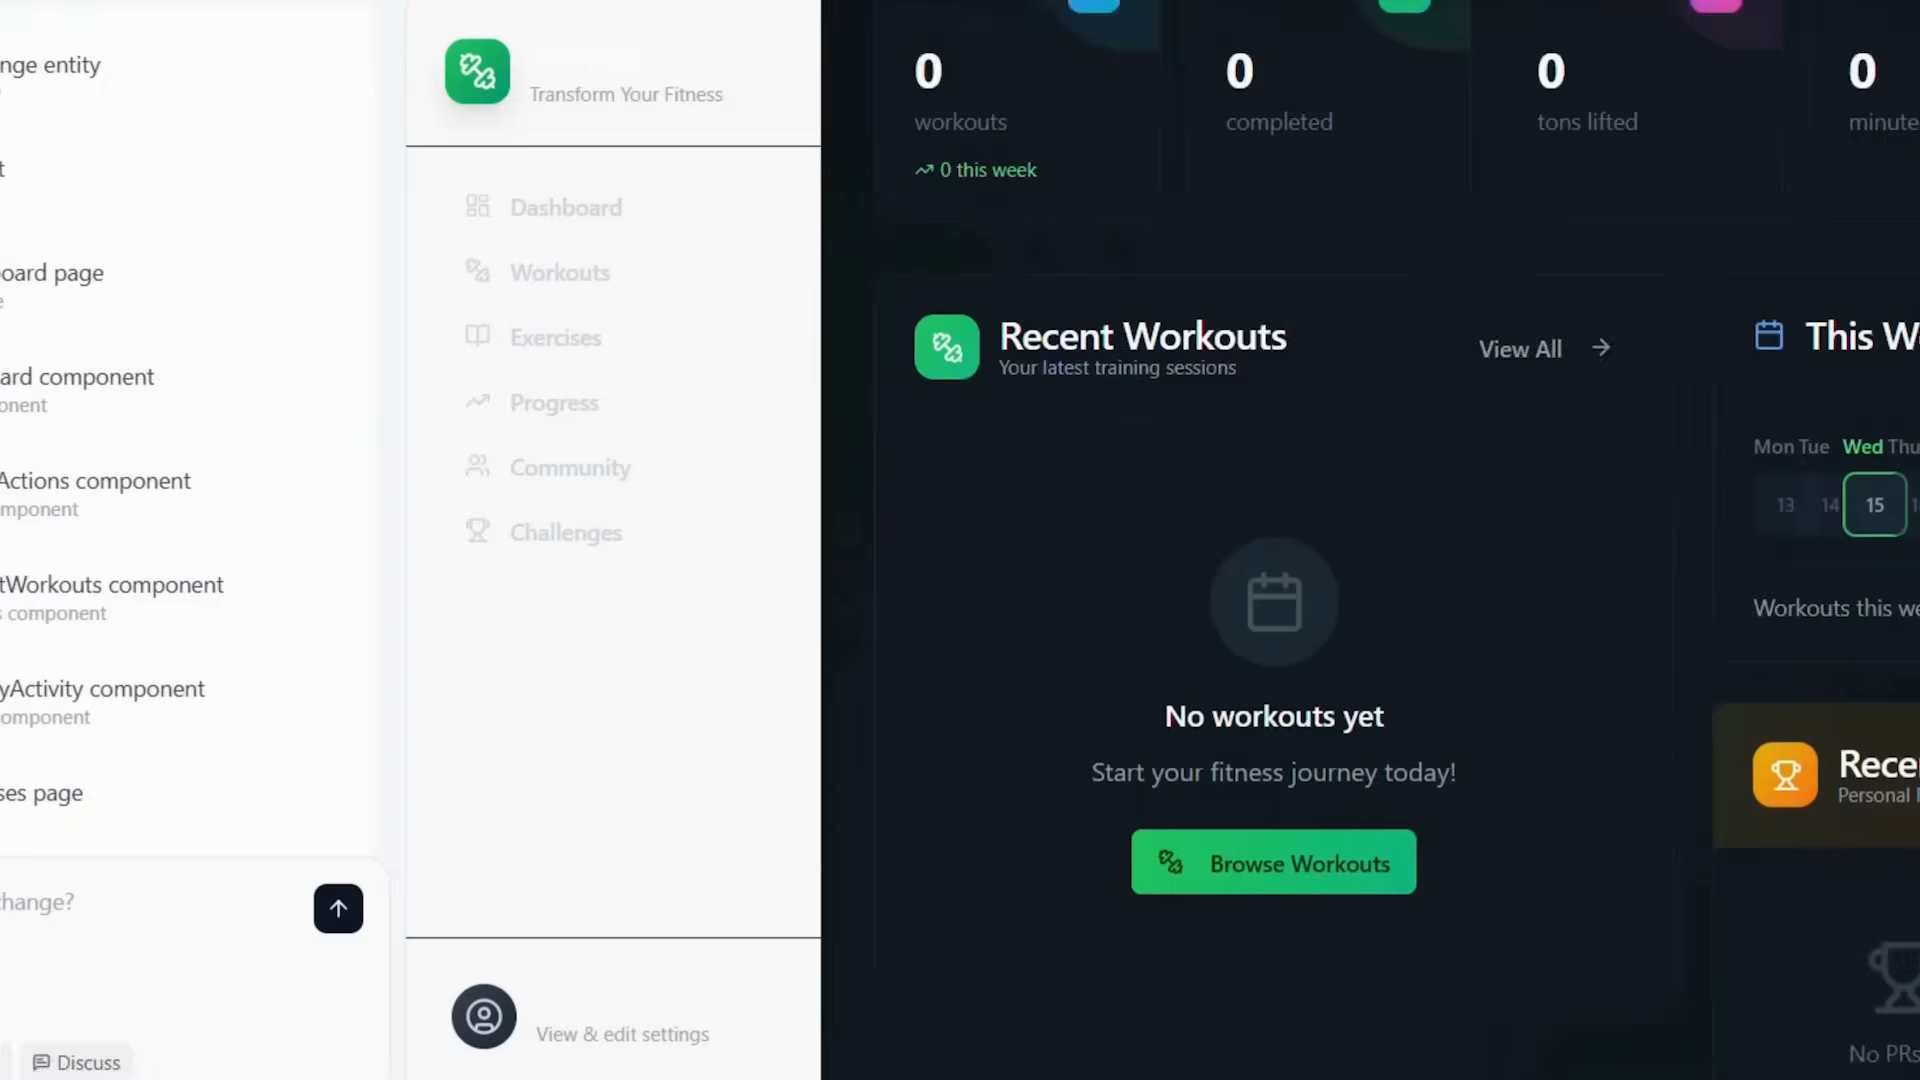 nge entity
t
oard page
e
ard component
onent
Actions component
mponent
tWorkouts component
s component
yActivity component
omponent
ses page
hange?
Discuss
Transform Your Fitness
Dashboard
Workouts
Exercises
Progress
Community
Challenges
View & edit settings
0
workouts
0 this week
0
completed
0
tons lifted
0
minute
Recent Workouts
Your latest training sessions
View All
No workouts yet
Start your fitness journey today!
Browse Workouts
This W
Mon Tue Wed Thu
13 14 15 1
Workouts this we
Rece
Personal
No PRs